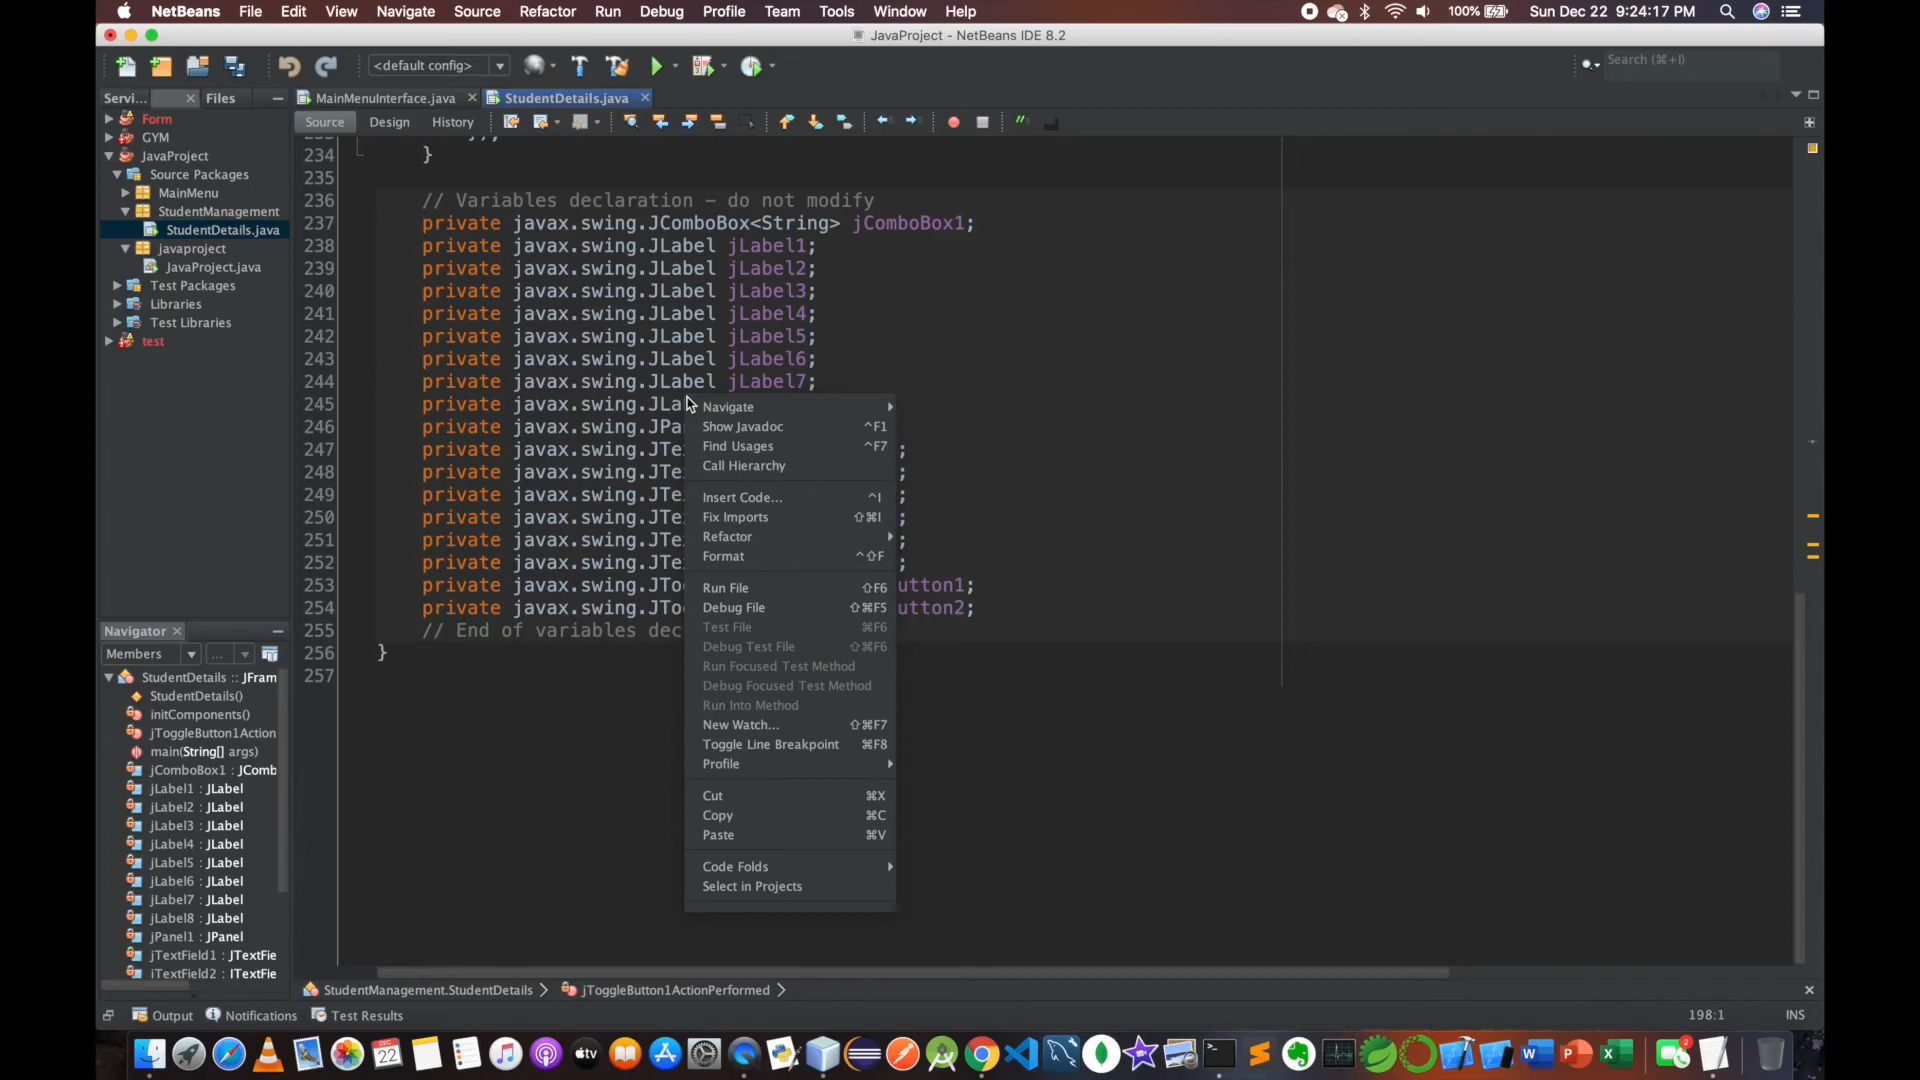 NetBeans File Edit View Navigate Source Refactor Run Debug Profile Team Tools Window Help 100% Sun Dec 22 9:24:17 PM
JavaProject - NetBeans IDE 8.2
<default config> Search (⌘+I)
Servi... Files MainMenuInterface.java StudentDetails.java
Source Design History
Form
GYM
JavaProject
Source Packages
MainMenu
StudentManagement
StudentDetails.java
javaproject
JavaProject.java
Test Packages
Libraries
Test Libraries
test
234 }
235
236 // Variables declaration - do not modify
237 private javax.swing.JComboBox<String> jComboBox1;
238 private javax.swing.JLabel jLabel1;
239 private javax.swing.JLabel jLabel2;
240 private javax.swing.JLabel jLabel3;
241 private javax.swing.JLabel jLabel4;
242 private javax.swing.JLabel jLabel5;
243 private javax.swing.JLabel jLabel6;
244 private javax.swing.JLabel jLabel7;
245 private javax.swing.JLa
246 private javax.swing.JPa
247 private javax.swing.JTe ;
248 private javax.swing.JTe ;
249 private javax.swing.JTe ;
250 private javax.swing.JTe ;
251 private javax.swing.JTe ;
252 private javax.swing.JTe ;
253 private javax.swing.JTo utton1;
254 private javax.swing.JTo utton2;
255 // End of variables dec
256 }
257
Navigate
Show Javadoc ^F1
Find Usages ^F7
Call Hierarchy
Insert Code... ^I
Fix Imports ⇧⌘I
Refactor
Format ^⇧F
Run File ⇧F6
Debug File ⇧⌘F5
Test File ⌘F6
Debug Test File ⇧⌘F6
Run Focused Test Method
Debug Focused Test Method
Run Into Method
New Watch... ⇧⌘F7
Toggle Line Breakpoint ⌘F8
Profile
Cut ⌘X
Copy ⌘C
Paste ⌘V
Code Folds
Select in Projects
Navigator
Members ...
StudentDetails :: JFram
StudentDetails()
initComponents()
jToggleButton1Action
main(String[] args)
jComboBox1 : JComb
jLabel1 : JLabel
jLabel2 : JLabel
jLabel3 : JLabel
jLabel4 : JLabel
jLabel5 : JLabel
jLabel6 : JLabel
jLabel7 : JLabel
jLabel8 : JLabel
jPanel1 : JPanel
jTextField1 : JTextFie
jTextField2 : JTextFie
StudentManagement.StudentDetails jToggleButton1ActionPerformed
Output Notifications Test Results 198:1 INS
DEC 22 tv W P X 2